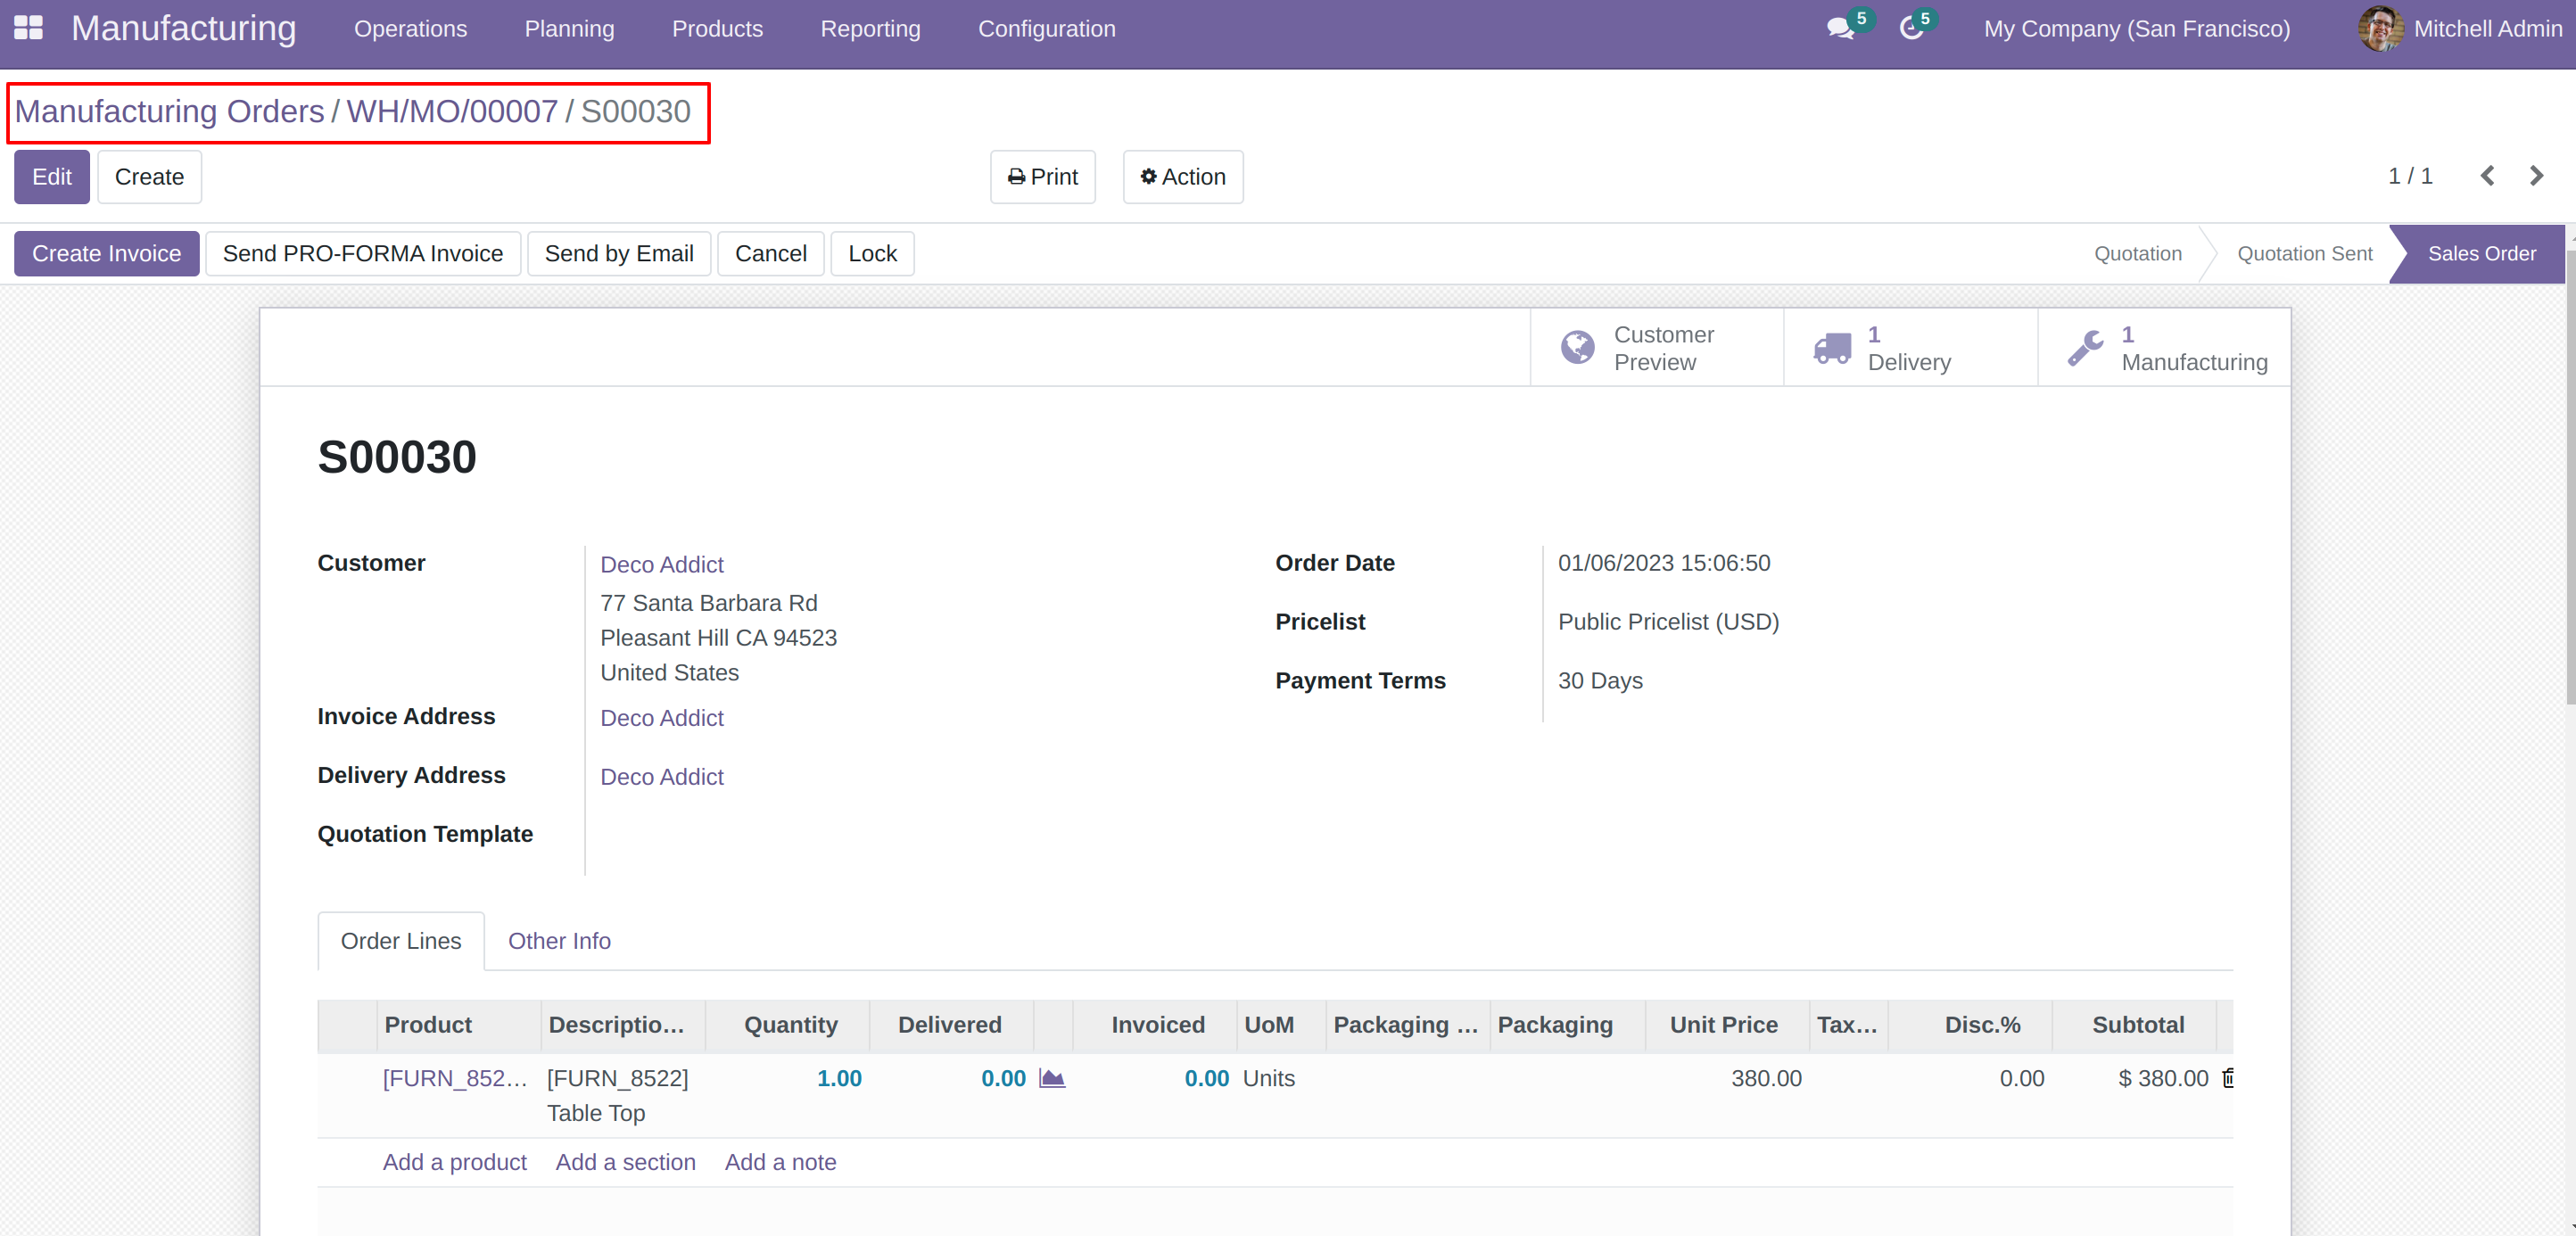 Manufacturing Operations Planning Products Reporting Configuration 5 5 My Company (San Francisco) Mitchell Admin
Manufacturing Orders / WH/MO/00007 / S00030
Edit Create Print Action 1 / 1
Create Invoice Send PRO-FORMA Invoice Send by Email Cancel Lock Quotation Quotation Sent Sales Order
Customer Preview
1 Delivery
1 Manufacturing
S00030
Customer Deco Addict
77 Santa Barbara Rd
Pleasant Hill CA 94523
United States
Invoice Address Deco Addict
Delivery Address Deco Addict
Quotation Template
Order Date 01/06/2023 15:06:50
Pricelist Public Pricelist (USD)
Payment Terms 30 Days
Order Lines Other Info
Product Descriptio... Quantity Delivered Invoiced UoM Packaging ... Packaging Unit Price Tax... Disc.% Subtotal
[FURN_852... [FURN_8522] 1.00 0.00 0.00 Units 380.00 0.00 $ 380.00
Table Top
Add a product Add a section Add a note